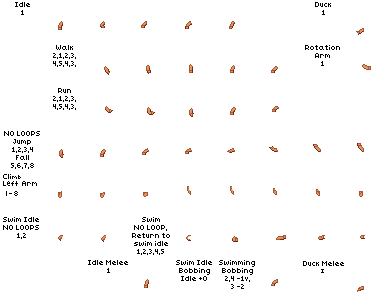 Idle
1
Duck
1
Walk
2,1,2,3,
4,5,4,3,
Rotation
Arm
1
Run
2,1,2,3,
4,5,4,3,
NO LOOPS
Jump
1,2,3,4
Fall
5,6,7,8
Climb
Left Arm
1-8
Swim Idle
NO LOOPS
1,2
Swim
NO LOOP,
Return to
swim idle
1,2,3,4,5
Idle Melee
1
Swim Idle
Bobbing
Idle +0
Swimming
Bobbing
2,4 -1v,
3 -2
Duck Melee
1